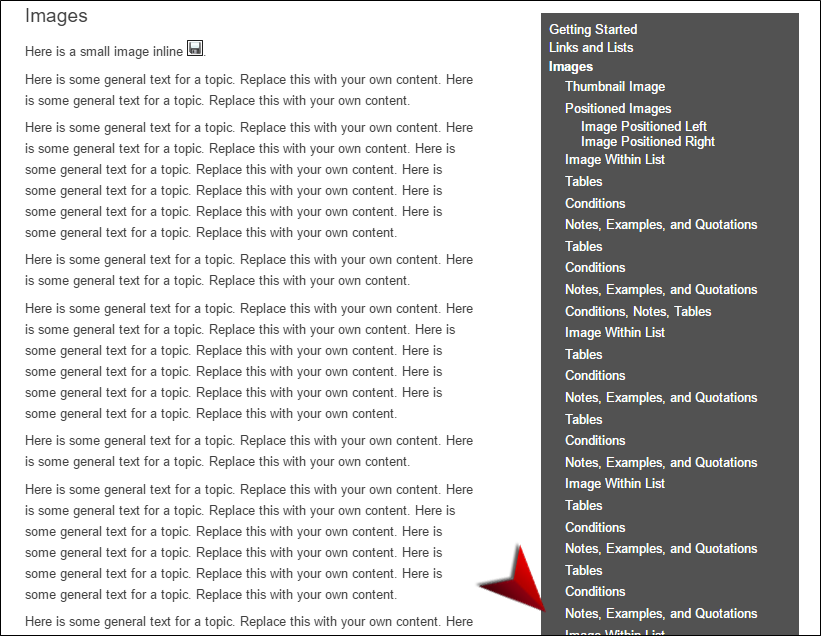 Images
Here is a small image inline .
Here is some general text for a topic. Replace this with your own content. Here
is some general text for a topic. Replace this with your own content.
Here is some general text for a topic. Replace this with your own content. Here
is some general text for a topic. Replace this with your own content. Here is
some general text for a topic. Replace this with your own content. Here is
some general text for a topic. Replace this with your own content. Here is
some general text for a topic. Replace this with your own content. Here is
some general text for a topic. Replace this with your own content.
Here is some general text for a topic. Replace this with your own content. Here
is some general text for a topic. Replace this with your own content.
Here is some general text for a topic. Replace this with your own content. Here
is some general text for a topic. Replace this with your own content. Here is
some general text for a topic. Replace this with your own content. Here is
some general text for a topic. Replace this with your own content. Here is
some general text for a topic. Replace this with your own content. Here is
some general text for a topic. Replace this with your own content.
Here is some general text for a topic. Replace this with your own content. Here
is some general text for a topic. Replace this with your own content.
Here is some general text for a topic. Replace this with your own content. Here
is some general text for a topic. Replace this with your own content. Here is
some general text for a topic. Replace this with your own content. Here is
some general text for a topic. Replace this with your own content. Here is
some general text for a topic. Replace this with your own content. Here is
some general text for a topic. Replace this with your own content.
Here is some general text for a topic. Replace this with your own content. Here
Getting Started
Links and Lists
Images
Thumbnail Image
Positioned Images
Image Positioned Left
Image Positioned Right
Image Within List
Tables
Conditions
Notes, Examples, and Quotations
Tables
Conditions
Notes, Examples, and Quotations
Conditions, Notes, Tables
Image Within List
Tables
Conditions
Notes, Examples, and Quotations
Tables
Conditions
Notes, Examples, and Quotations
Image Within List
Tables
Conditions
Notes, Examples, and Quotations
Tables
Conditions
Notes, Examples, and Quotations
Image Within List